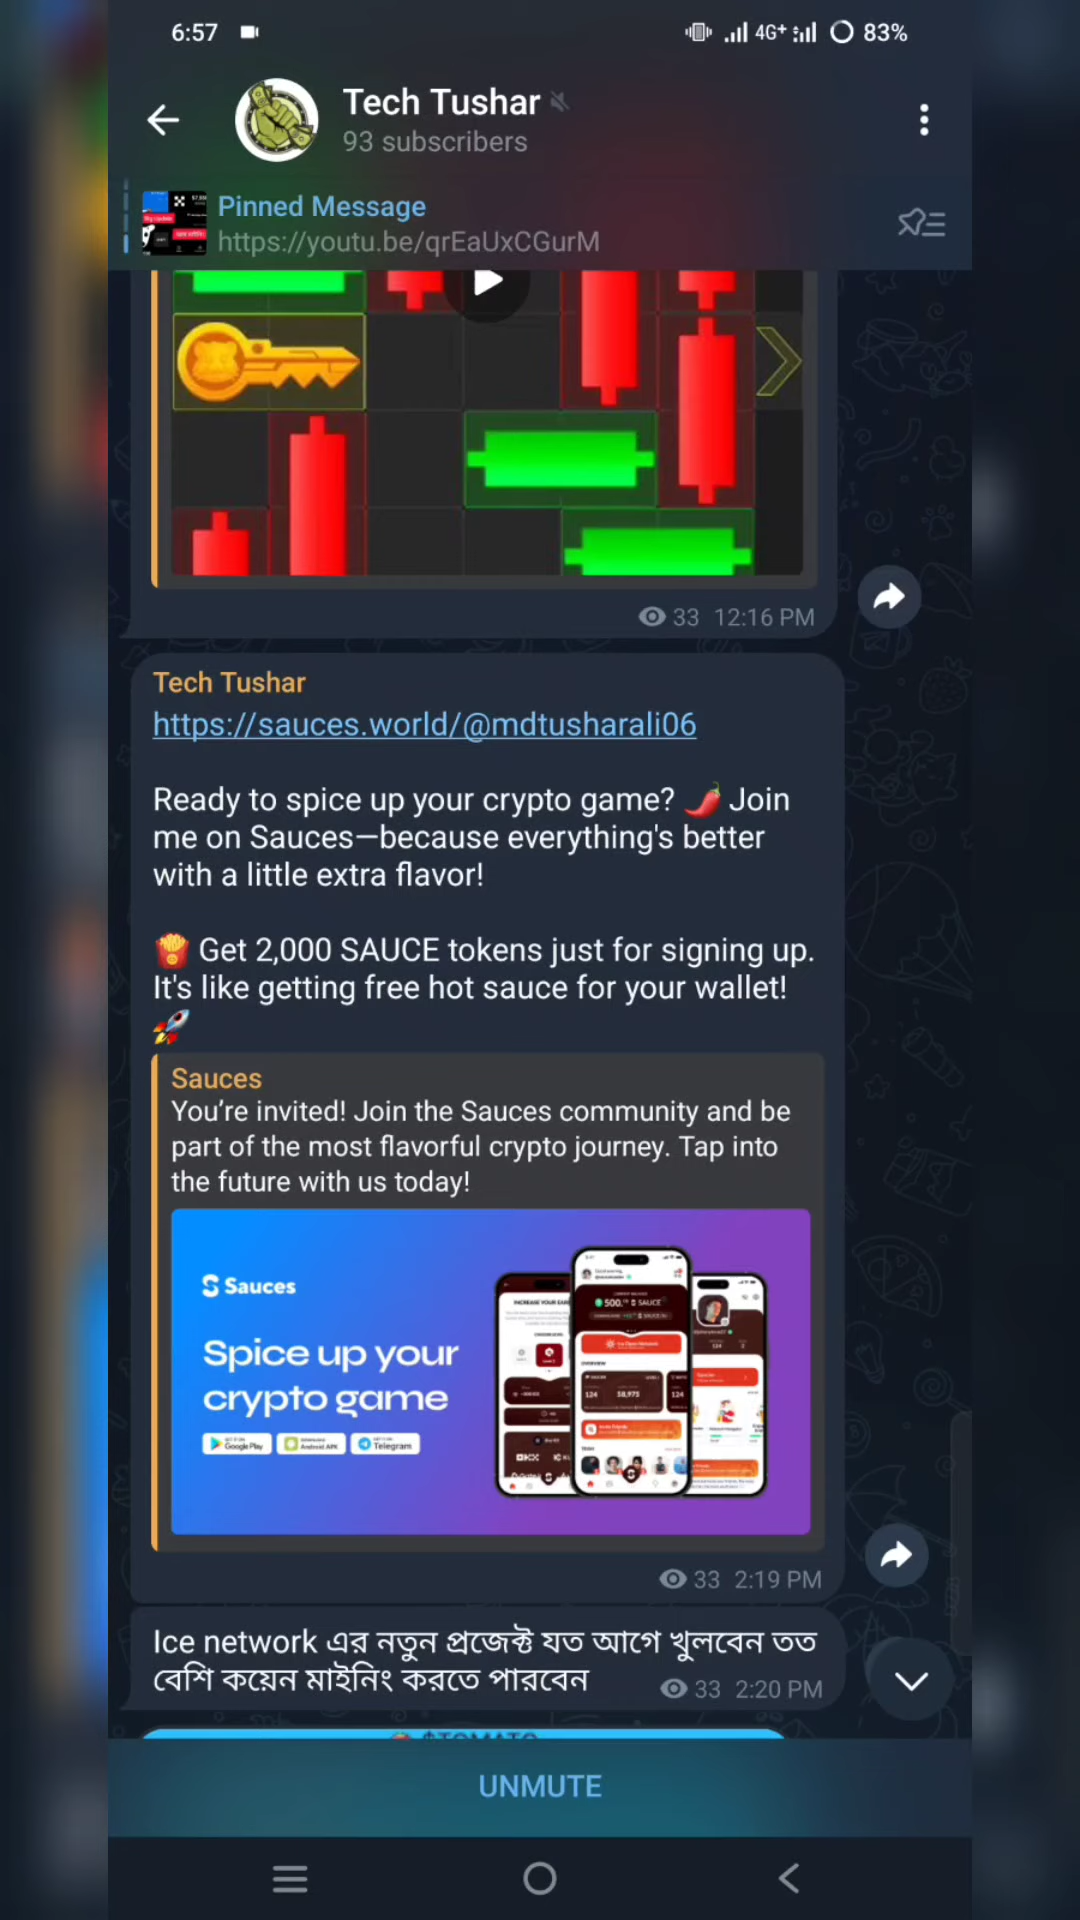 6:57
4G+ 83%
Tech Tushar
93 subscribers
Pinned Message
https://youtu.be/qrEaUxCGurM
33 12:16 PM
Tech Tushar
https://sauces.world/@mdtusharali06
Ready to spice up your crypto game? 🌶️ Join
me on Sauces—because everything's better
with a little extra flavor!
🍟 Get 2,000 SAUCE tokens just for signing up.
It's like getting free hot sauce for your wallet!
🚀
Sauces
You're invited! Join the Sauces community and be
part of the most flavorful crypto journey. Tap into
the future with us today!
Sauces
Spice up your
crypto game
Google Play
Android APK
Telegram
33 2:19 PM
Ice network এর নতুন প্রজেক্ট যত আগে খুলবেন তত
বেশি কয়েন মাইনিং করতে পারবেন
33 2:20 PM
UNMUTE